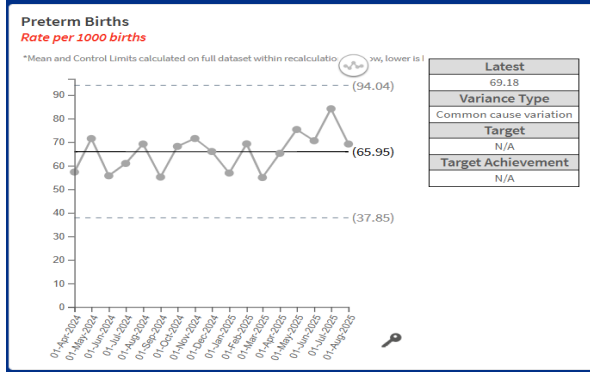 Preterm Births
Rate per 1000 births
*Mean and Control Limits calculated on full dataset within recalculatio ow, lower is
(94.04)
(65.95)
(37.85)
90
80
70
60
50
40
30
20
10
0
01-Apr-2024
01-May-2024
01-Jun-2024
01-Jul-2024
01-Aug-2024
01-Sep-2024
01-Oct-2024
01-Nov-2024
01-Dec-2024
01-Jan-2025
01-Feb-2025
01-Mar-2025
01-Apr-2025
01-May-2025
01-Jun-2025
01-Jul-2025
01-Aug-2025
Latest
69.18
Variance Type
Common cause variation
Target
N/A
Target Achievement
N/A